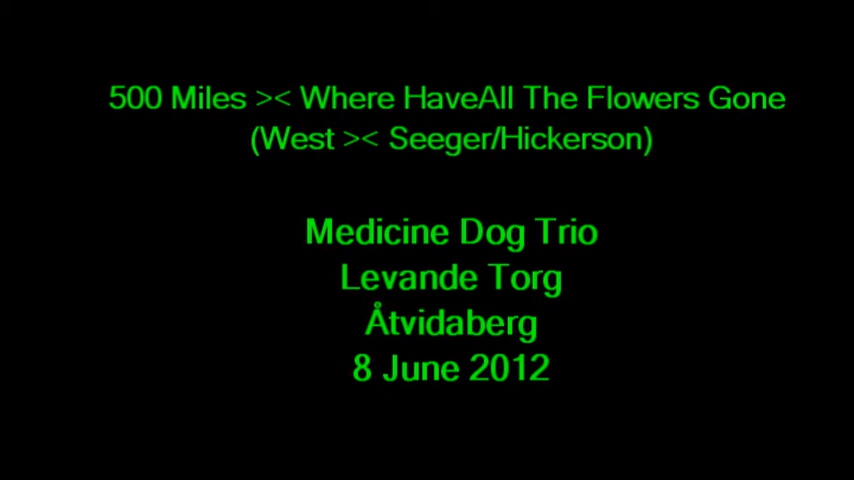 500 Miles >< Where HaveAll The Flowers Gone
(West >< Seeger/Hickerson)
Medicine Dog Trio
Levande Torg
Åtvidaberg
8 June 2012